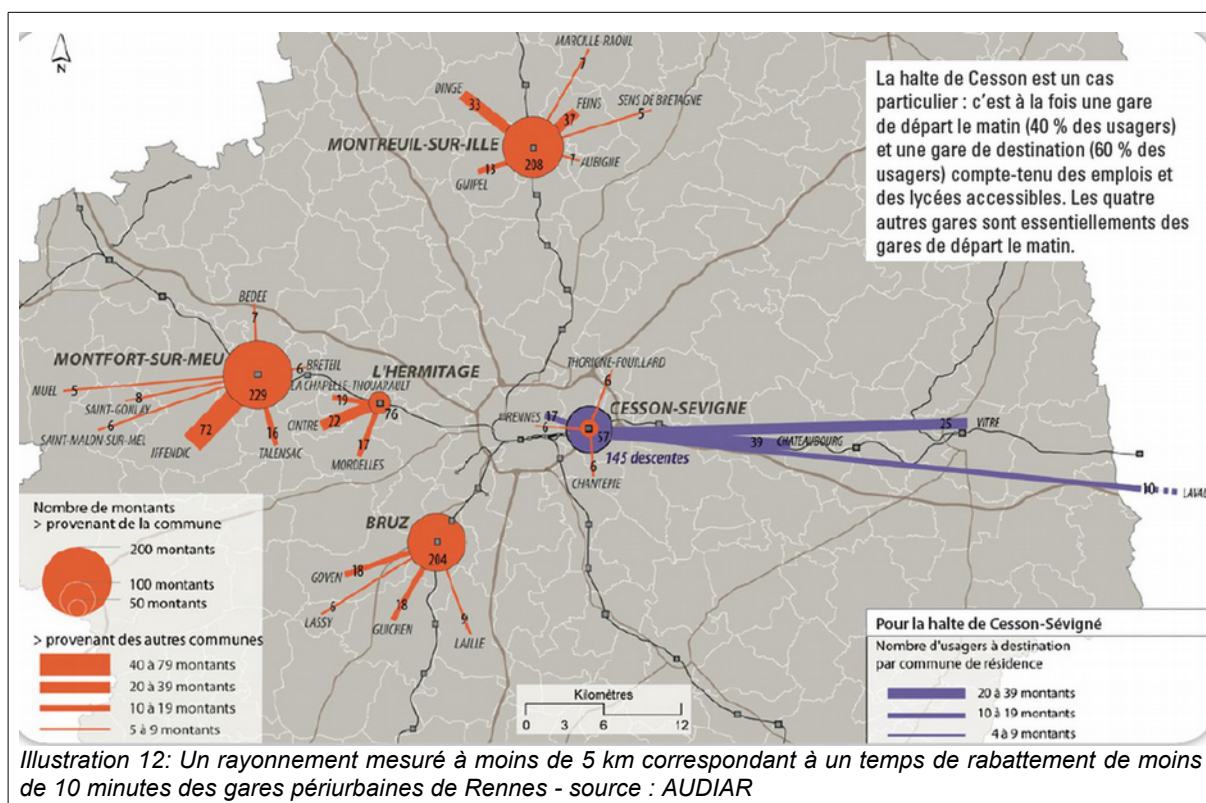 N
MARCILLE-RAOUL
7
DINGE
33
FEINS
37
SENS DE BRETAGNE
5
MONTREUIL-SUR-ILLE
208
7
AUBIGNE
13
GUIPEL
La halte de Cesson est un cas
particulier : c'est à la fois une gare
de départ le matin (40 % des usagers)
et une gare de destination (60 % des
usagers) compte-tenu des emplois et
des lycées accessibles. Les quatre
autres gares sont essentiellements des
gares de départ le matin.
BEDEE
7
MONTFORT-SUR-MEU
6
BRETEIL
229
MUEL
5
8
SAINT-GONLAY
6
SAINT-MALON-SUR-MEL
72
IFFENDIC
16
TALENSAC
L'HERMITAGE
LA CHAPELLE-THOUARAULT
19
76
CINTRE
22
17
MORDELLES
THORIGNE-FOUILLARD
6
CESSON-SEVIGNE
RENNES
17
6
57
145 descentes
6
CHANTEPIE
39
CHATEAUBOURG
25
VITRE
10
LAVAL
BRUZ
204
GOVEN
18
6
LASSY
18
GUICHEN
9
LAILLE
Nombre de montants
> provenant de la commune
200 montants
100 montants
50 montants
> provenant des autres communes
40 à 79 montants
20 à 39 montants
10 à 19 montants
5 à 9 montants
Kilomètres
0 3 6 12
Pour la halte de Cesson-Sévigné
Nombre d'usagers à destination
par commune de résidence
20 à 39 montants
10 à 19 montants
4 à 9 montants
Illustration 12: Un rayonnement mesuré à moins de 5 km correspondant à un temps de rabattement de moins
de 10 minutes des gares périurbaines de Rennes - source : AUDIAR